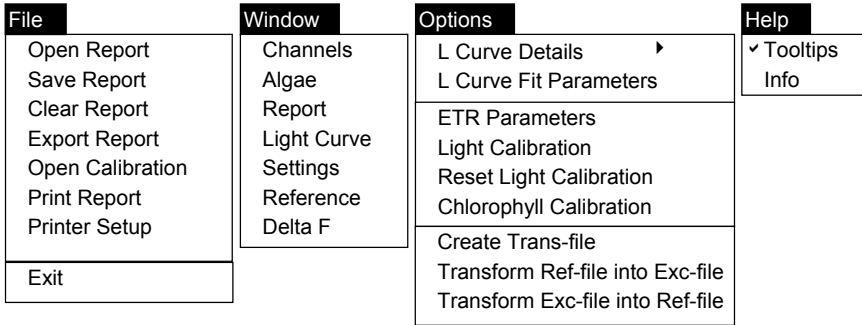 File
Open Report
Save Report
Clear Report
Export Report
Open Calibration
Print Report
Printer Setup
Exit
Window
Channels
Algae
Report
Light Curve
Settings
Reference
Delta F
Options
L Curve Details
L Curve Fit Parameters
ETR Parameters
Light Calibration
Reset Light Calibration
Chlorophyll Calibration
Create Trans-file
Transform Ref-file into Exc-file
Transform Exc-file into Ref-file
Help
Tooltips
Info